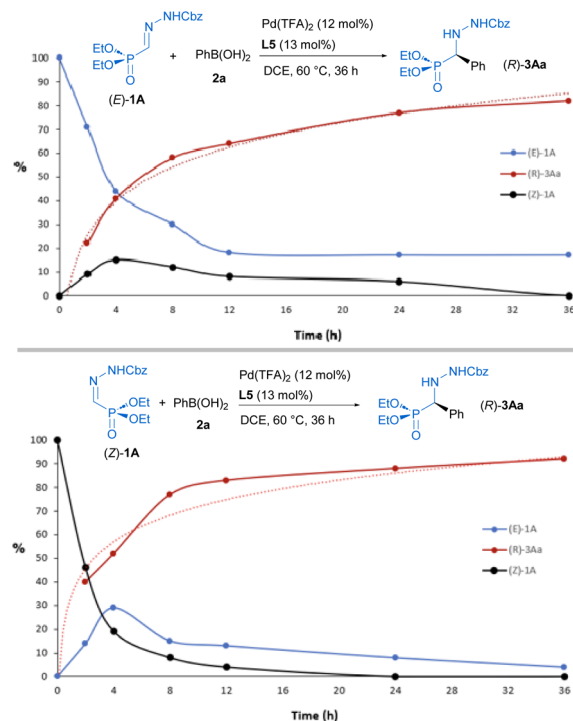 N NHCbz
EtO
EtO P
O
(E)-1A
+
PhB(OH)2
2a
Pd(TFA)2 (12 mol%)
L5 (13 mol%)
DCE, 60 °C, 36 h
HN NHCbz
EtO
EtO P Ph
O
(R)-3Aa
100
90
80
70
60
50
40
30
20
10
0
%
(E)-1A
(R)-3Aa
(Z)-1A
0 4 8 12 16 20 24 28 32 36
Time (h)
N NHCbz
OEt
P OEt
O
(Z)-1A
+
PhB(OH)2
2a
Pd(TFA)2 (12 mol%)
L5 (13 mol%)
DCE, 60 °C, 36 h
HN NHCbz
EtO
EtO P Ph
O
(R)-3Aa
100
90
80
70
60
50
40
30
20
10
0
%
(E)-1A
(R)-3Aa
(Z)-1A
0 4 8 12 16 20 24 28 32 36
Time (h)